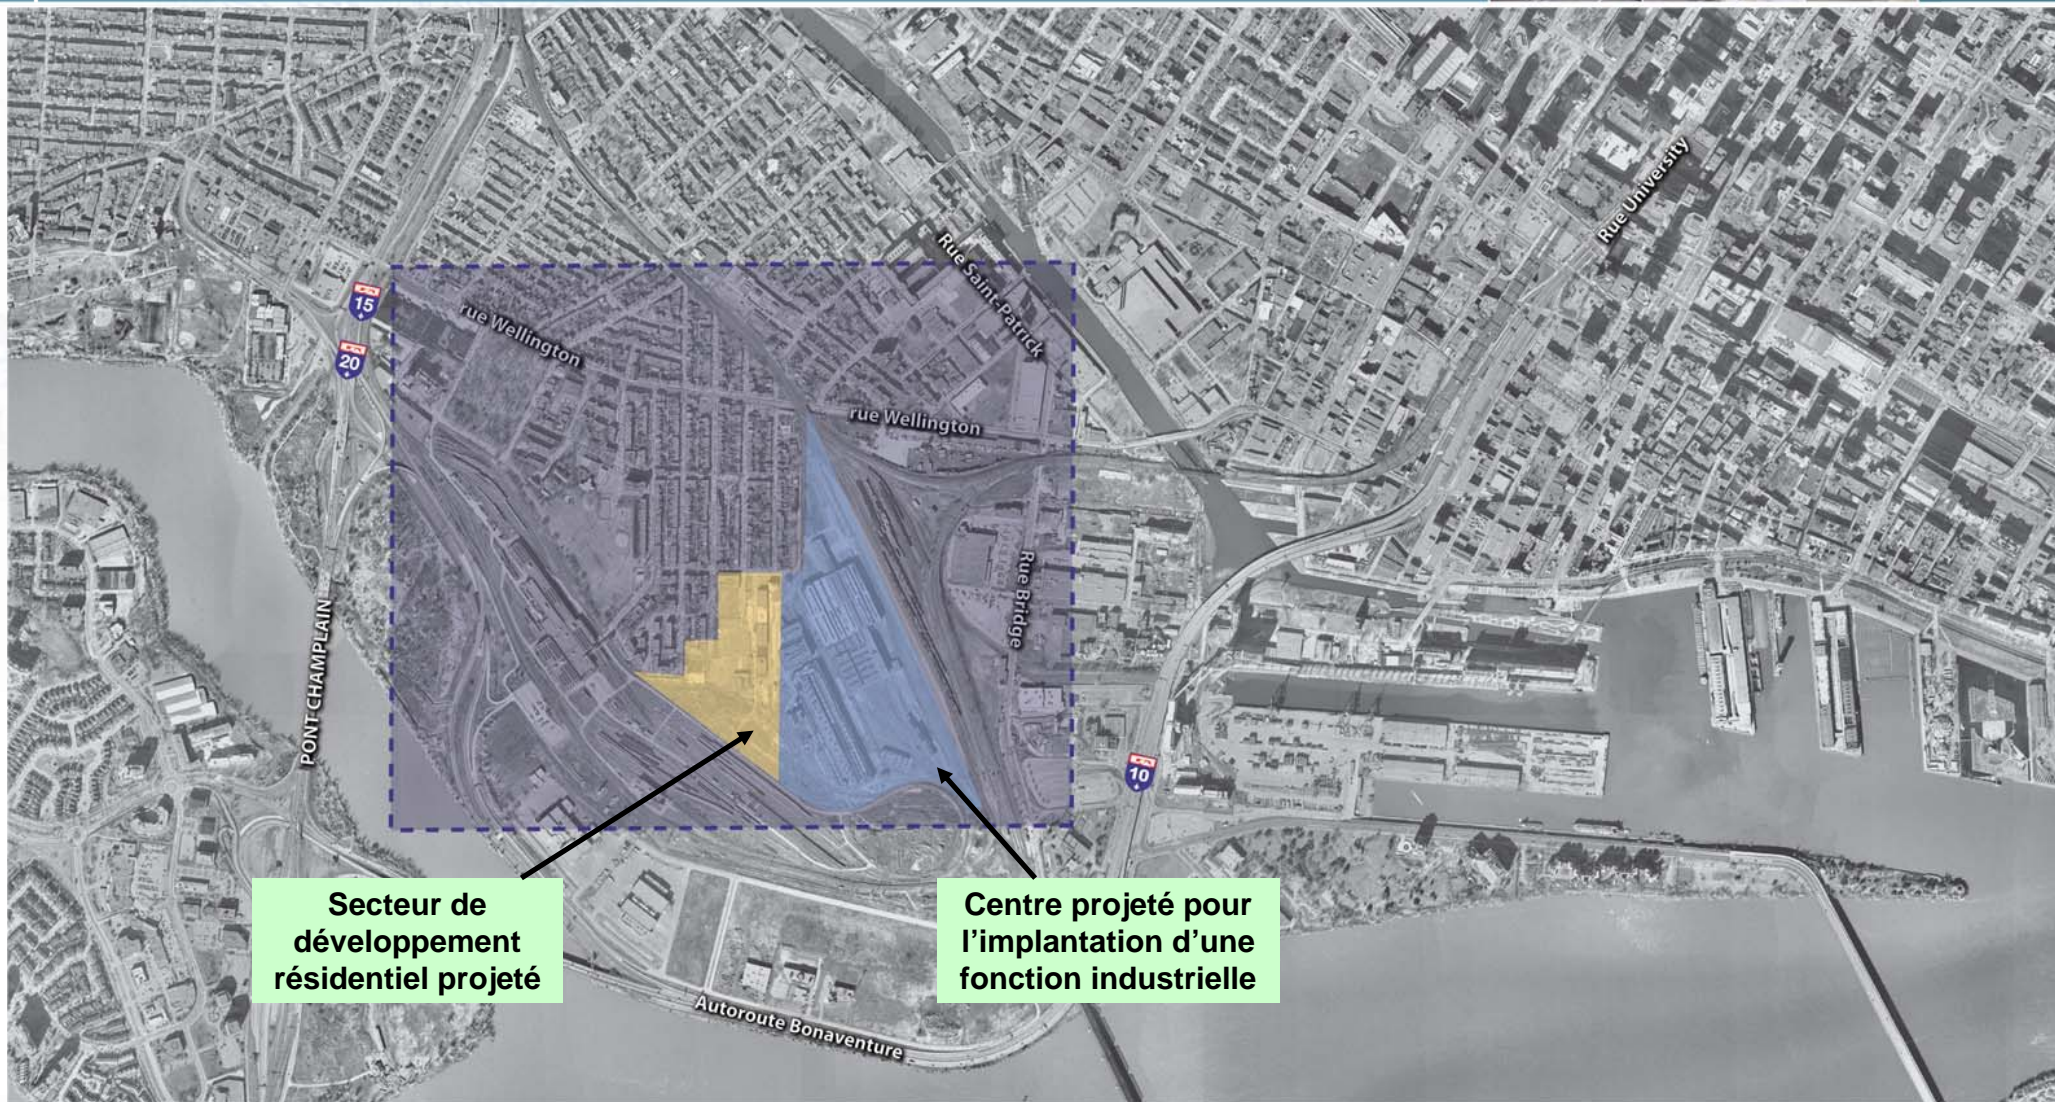 Rue University
Rue Saint-Patrick
15
rue Wellington
20
rue Wellington
Rue Bridge
PONT CHAMPLAIN
10
Secteur de
développement
résidentiel projeté
Centre projeté pour
l’implantation d’une
fonction industrielle
Autoroute Bonaventure